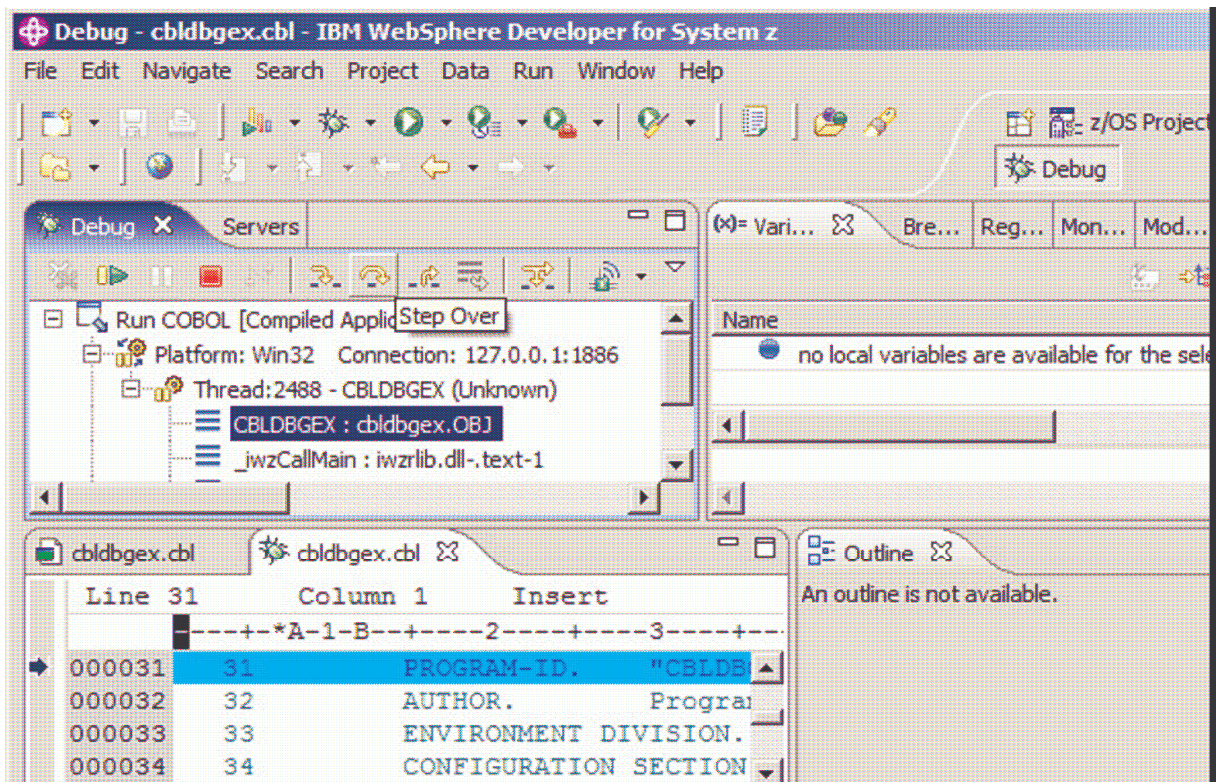 Debug - cbldbgex.cbl - IBM WebSphere Developer for System z
File Edit Navigate Search Project Data Run Window Help
z/OS Project
Debug
Debug Servers
(x)= Vari... Bre... Reg... Mon... Mod...
Step Over
Run COBOL [Compiled Applic
Platform: Win32 Connection: 127.0.0.1:1886
Thread:2488 - CBLDBGEX (Unknown)
CBLDBGEX : cbldbgex.OBJ
_iwzCallMain : iwzrlib.dll-.text-1
Name
no local variables are available for the sele
cbldbgex.cbl cbldbgex.cbl
Outline
An outline is not available.
Line 31 Column 1 Insert
----+-*A-1-B--+----2----+----3----+--
000031 31 PROGRAM-ID. "CBLDB
000032 32 AUTHOR. Program
000033 33 ENVIRONMENT DIVISION.
000034 34 CONFIGURATION SECTION